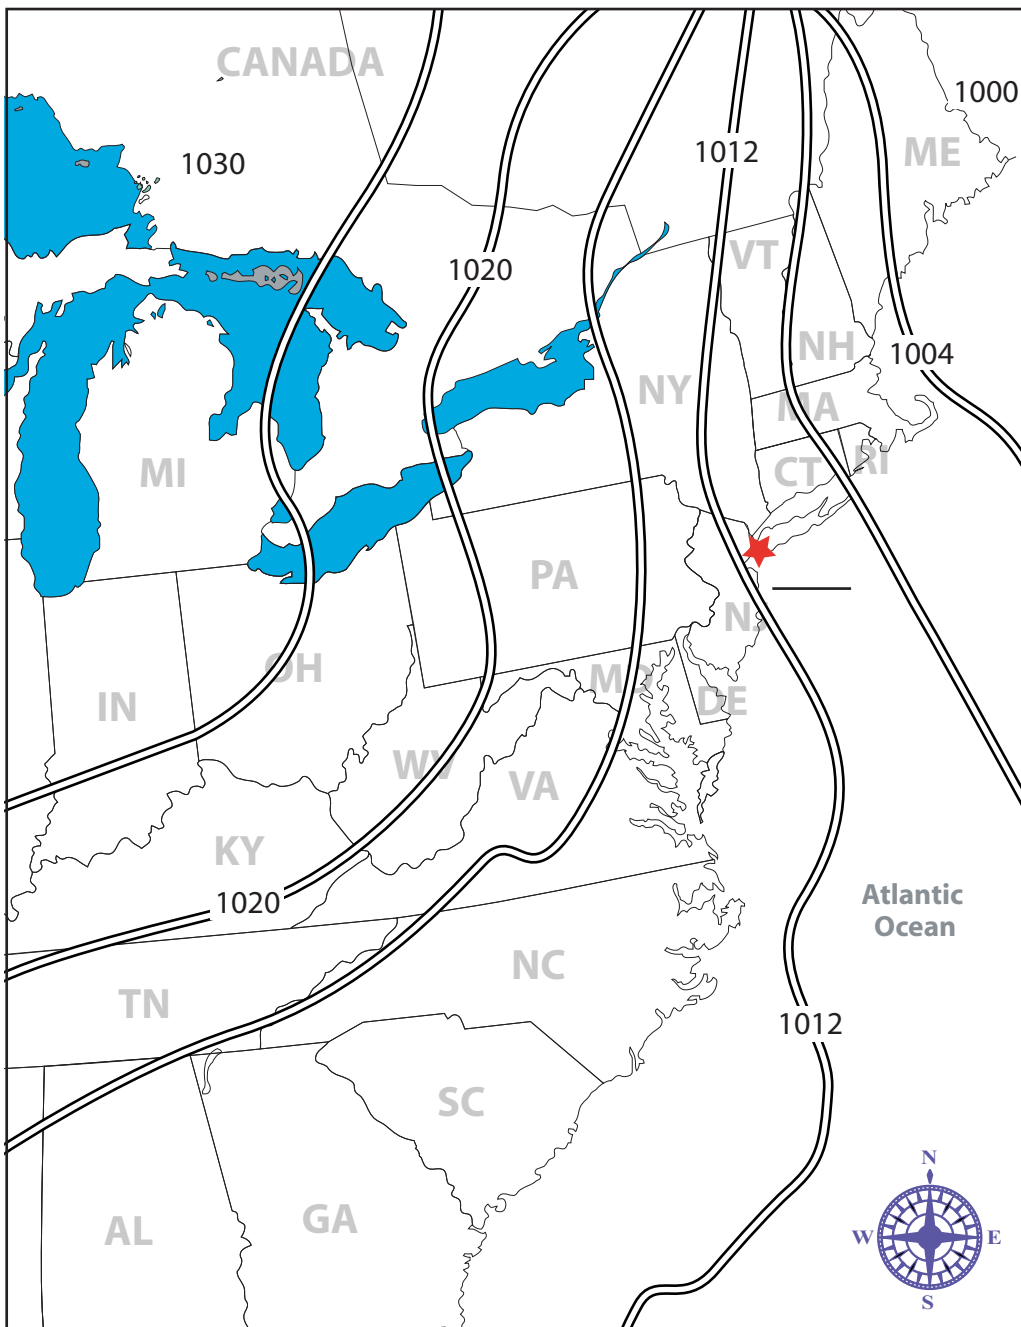 CANADA
1000
1012
ME
1030
VT
1020
NH
1004
NY
MA
MI
CT
RI
PA
NJ
OH
MD
IN
DE
WV
VA
KY
1020
Atlantic
Ocean
NC
TN
1012
SC
N
GA
AL
W
E
S